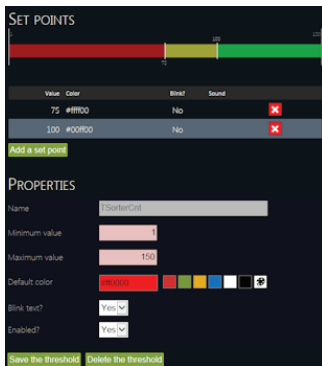 SET POINTS
100
150
75
Value Color Blink? Sound
75 #ffff00 No
100 #00ff00 No
Add a set point
PROPERTIES
Name TSorterCnt
Minimum value 1
Maximum value 150
Default color #ff0000
Blink text? Yes
Enabled? Yes
Save the threshold Delete the threshold